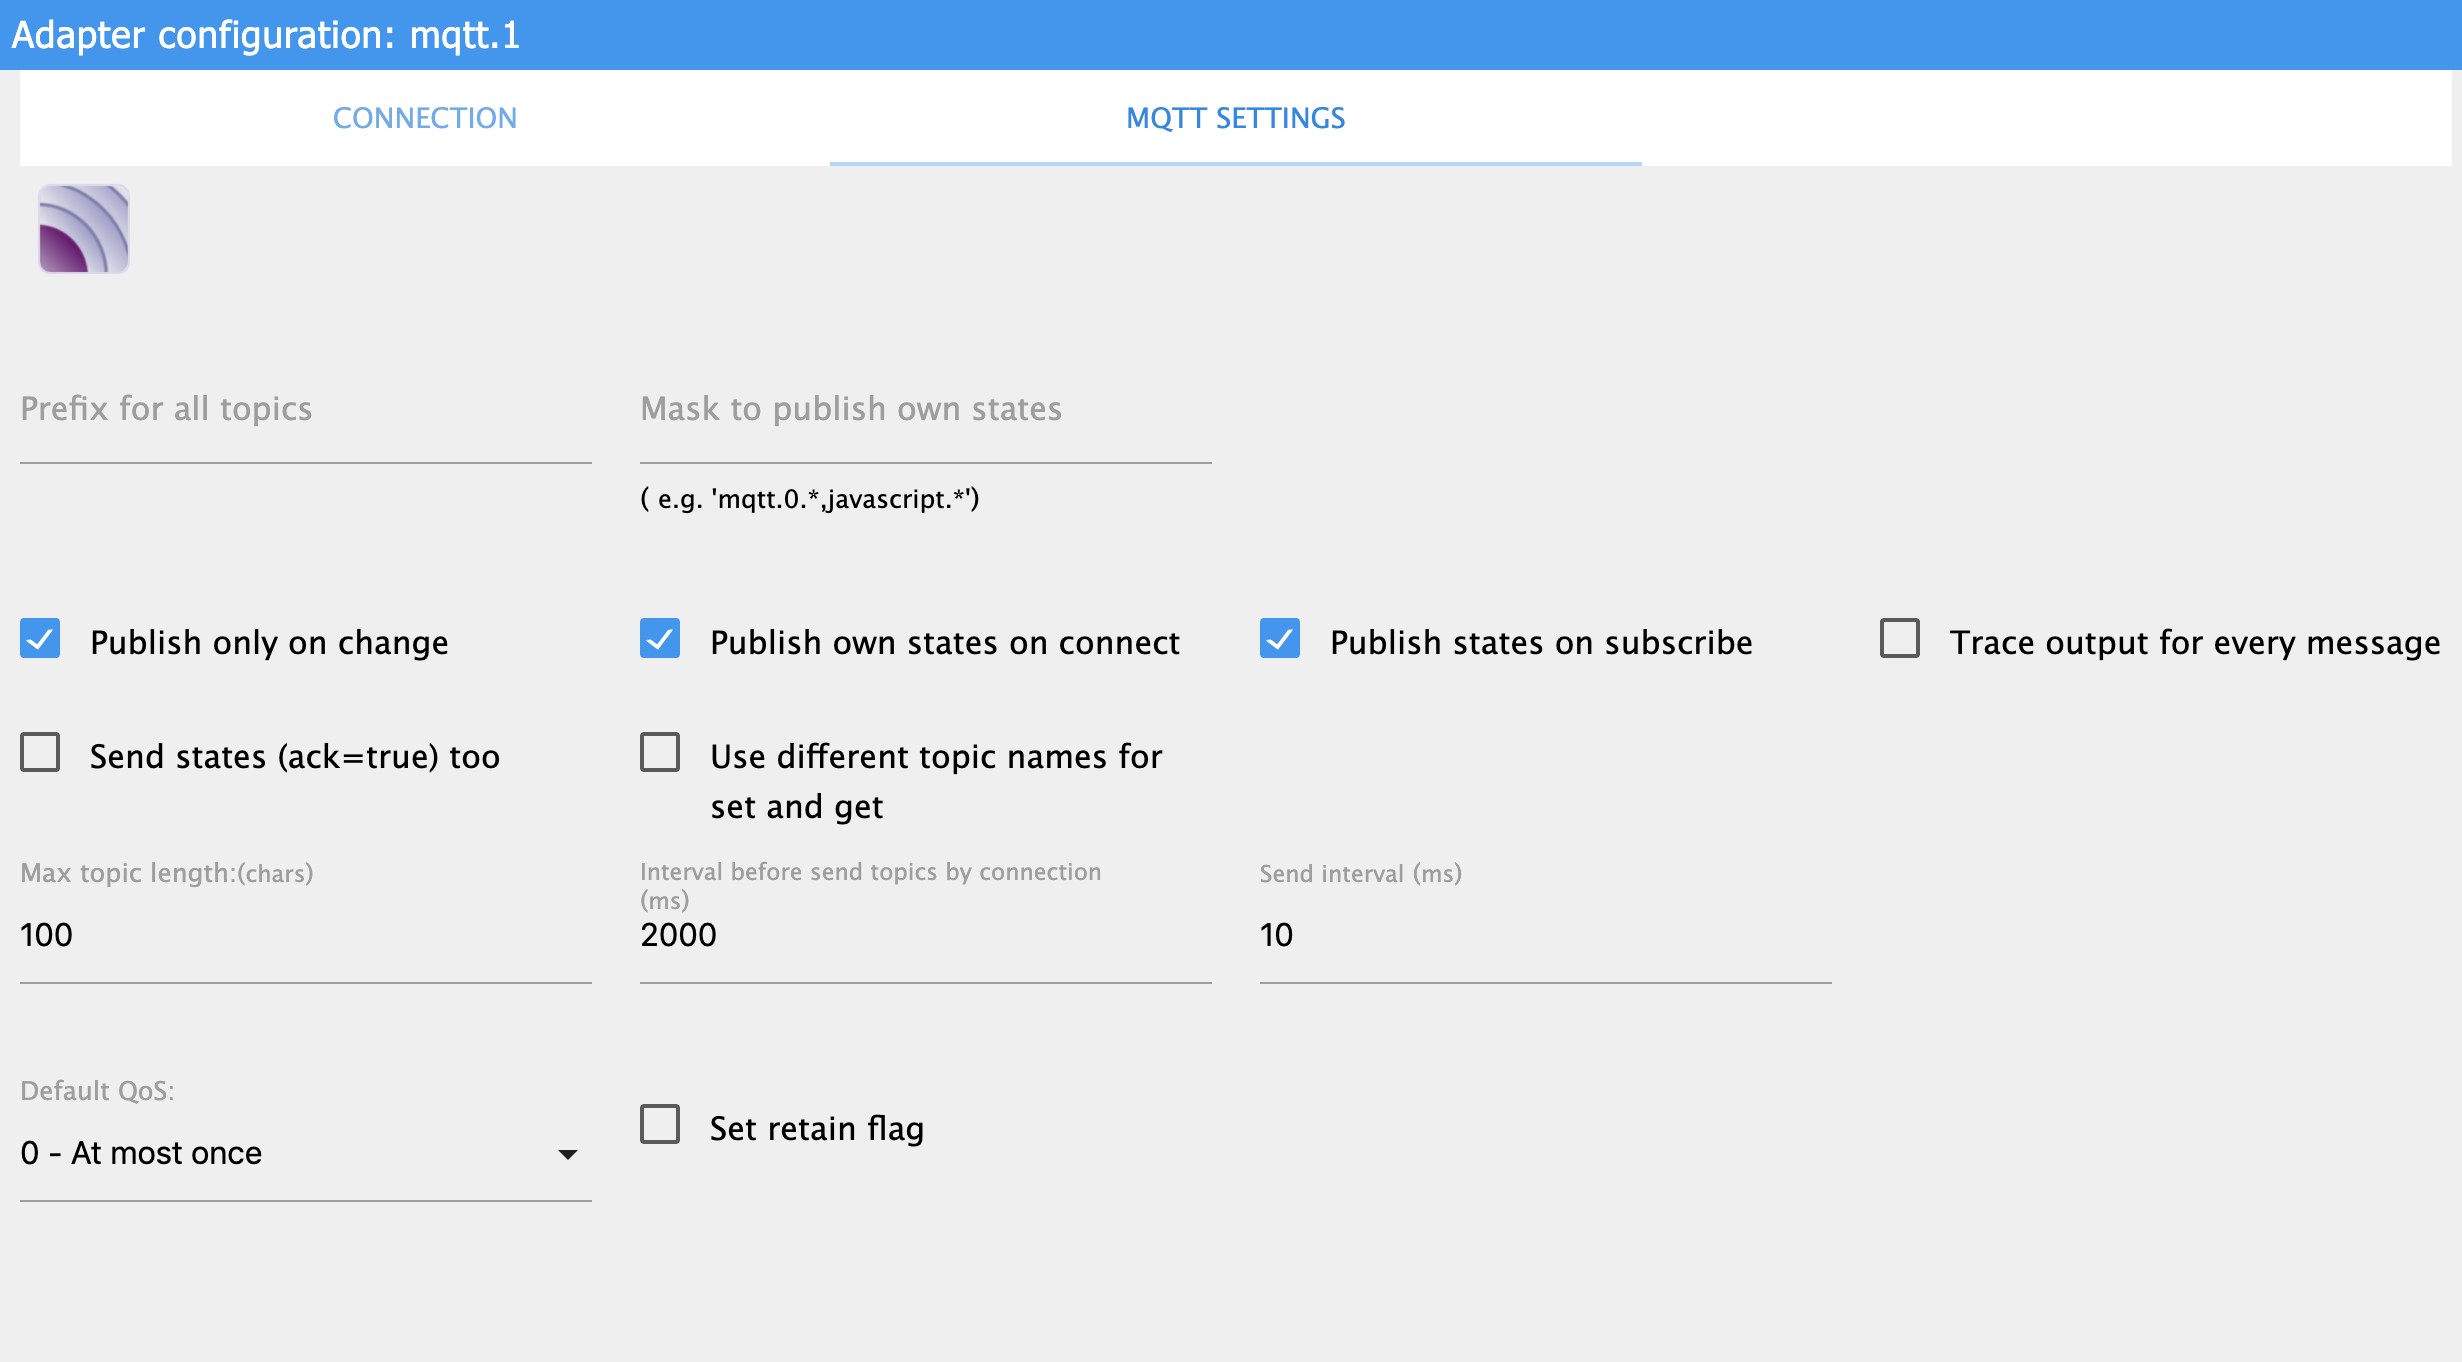 Adapter configuration: mqtt.1
CONNECTION
MQTT SETTINGS
Prefix for all topics
Mask to publish own states
( e.g. 'mqtt.0.*,javascript.*')
Publish only on change
Publish own states on connect
Publish states on subscribe
Trace output for every message
Send states (ack=true) too
Use different topic names for
set and get
Max topic length:(chars)
100
Interval before send topics by connection
(ms)
2000
Send interval (ms)
10
Default QoS:
0 - At most once
Set retain flag